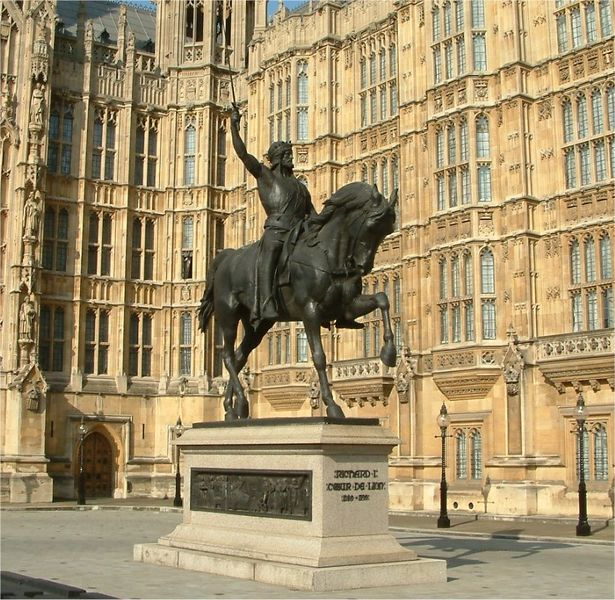 RICHARD I
CŒUR DE LION
1189 - 1199